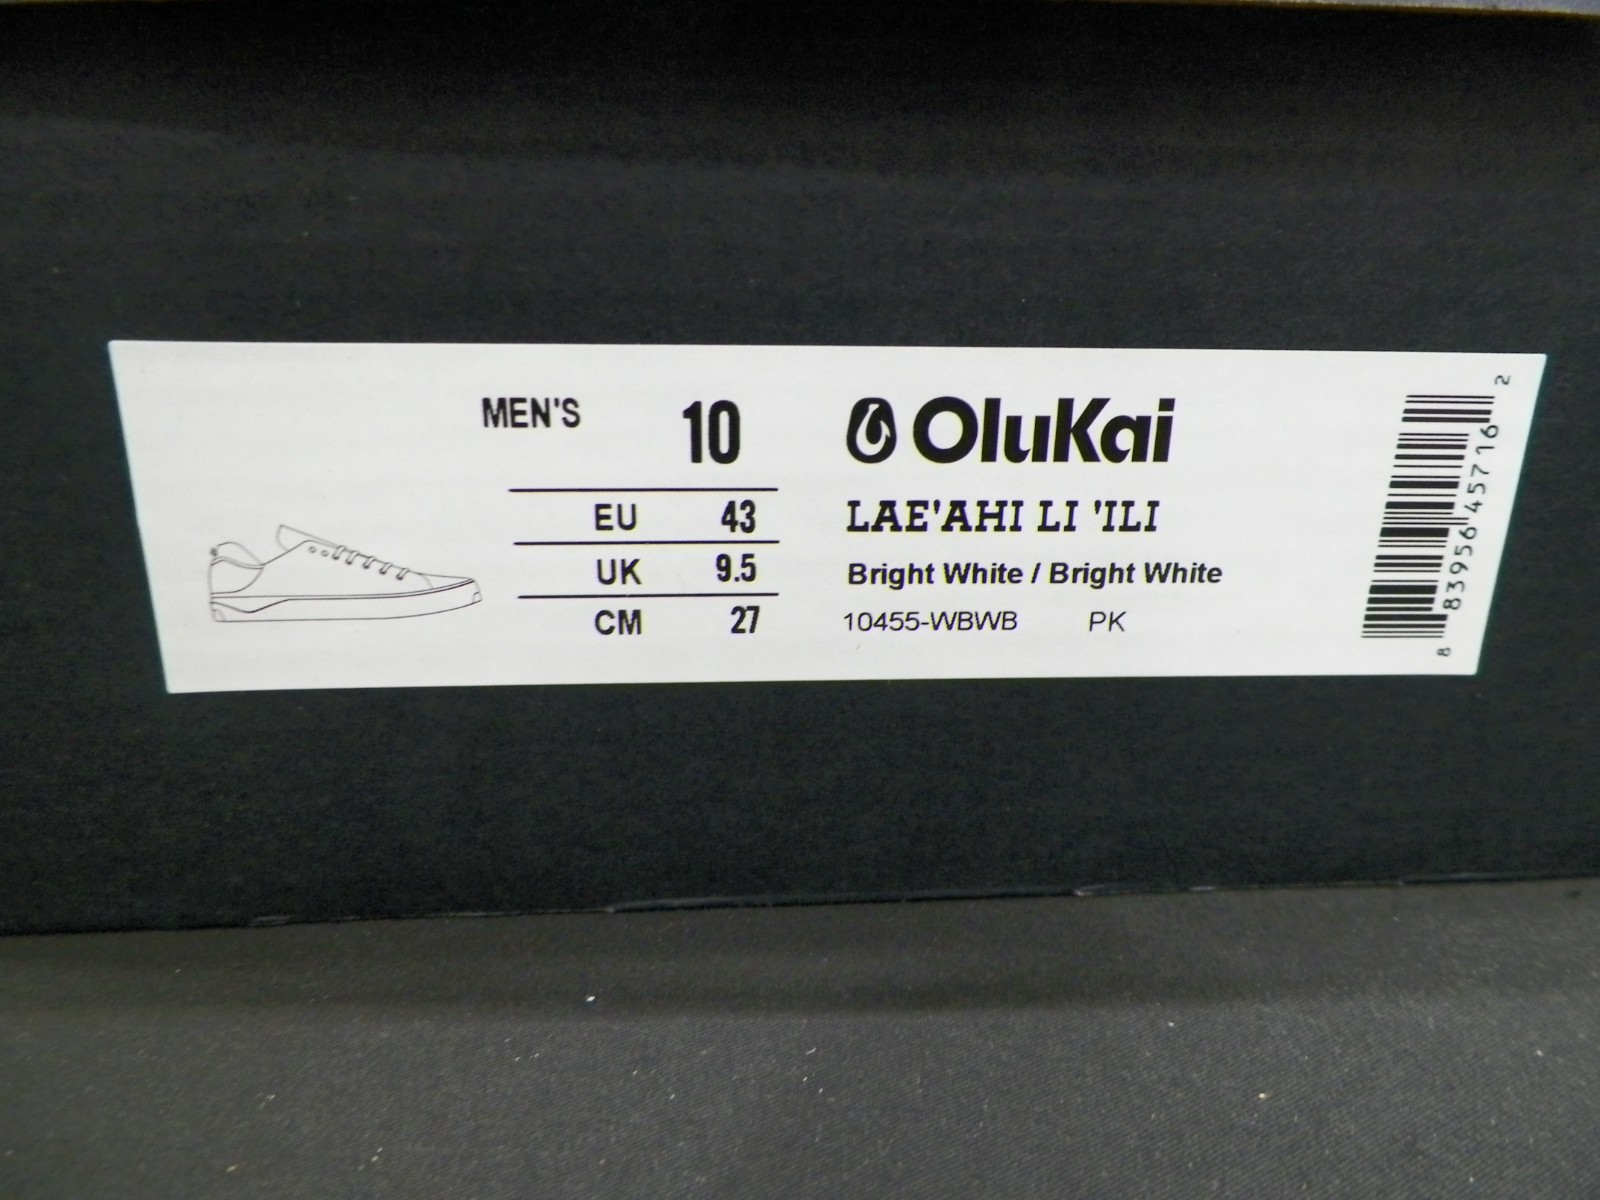 MEN'S 10
EU 43
UK 9.5
CM 27
OluKai
LAE'AHI LI 'ILI
Bright White / Bright White
10455-WBWB PK
8 83956 45716 2